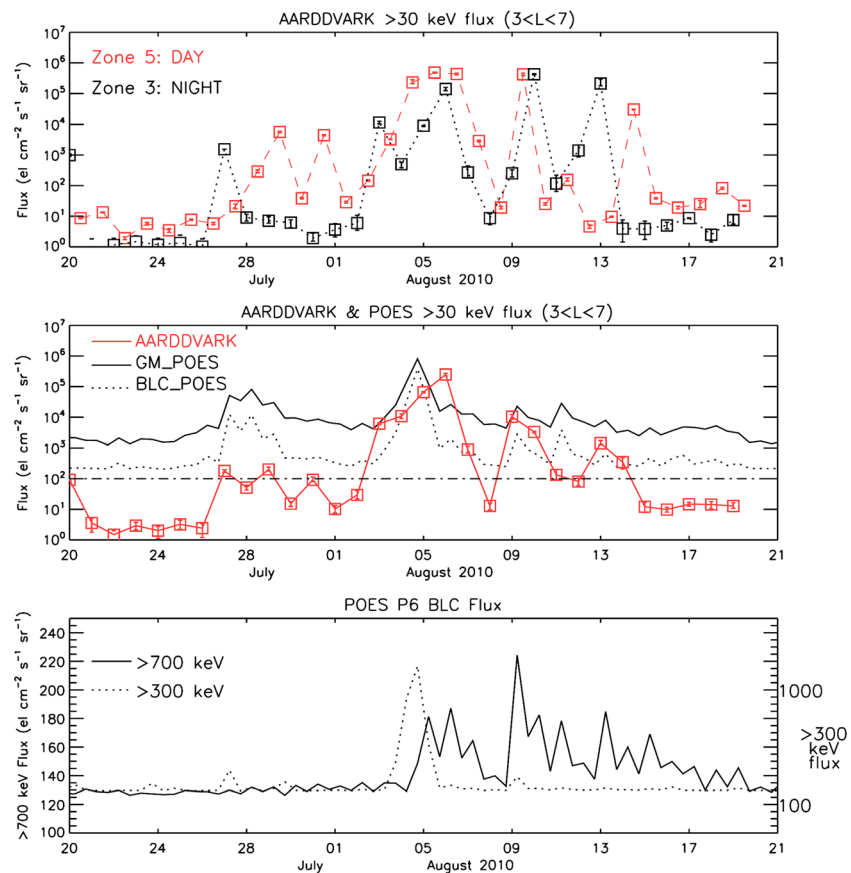 AARDDVARK >30 keV flux (3<L<7)
Flux (el cm⁻² s⁻¹ sr⁻¹)
10⁷
10⁶
10⁵
10⁴
10³
10²
10¹
10⁰
Zone 5: DAY
Zone 3: NIGHT
20 24 28 01 05 09 13 17 21
July August 2010
AARDDVARK & POES >30 keV flux (3<L<7)
Flux (el cm⁻² s⁻¹ sr⁻¹)
10⁷
10⁶
10⁵
10⁴
10³
10²
10¹
10⁰
AARDDVARK
GM_POES
BLC_POES
20 24 28 01 05 09 13 17 21
July August 2010
POES P6 BLC Flux
>700 keV Flux (el cm⁻² s⁻¹ sr⁻¹)
240
220
200
180
160
140
120
100
>700 keV
>300 keV
1000
100
>300
keV
flux
20 24 28 01 05 09 13 17 21
July August 2010